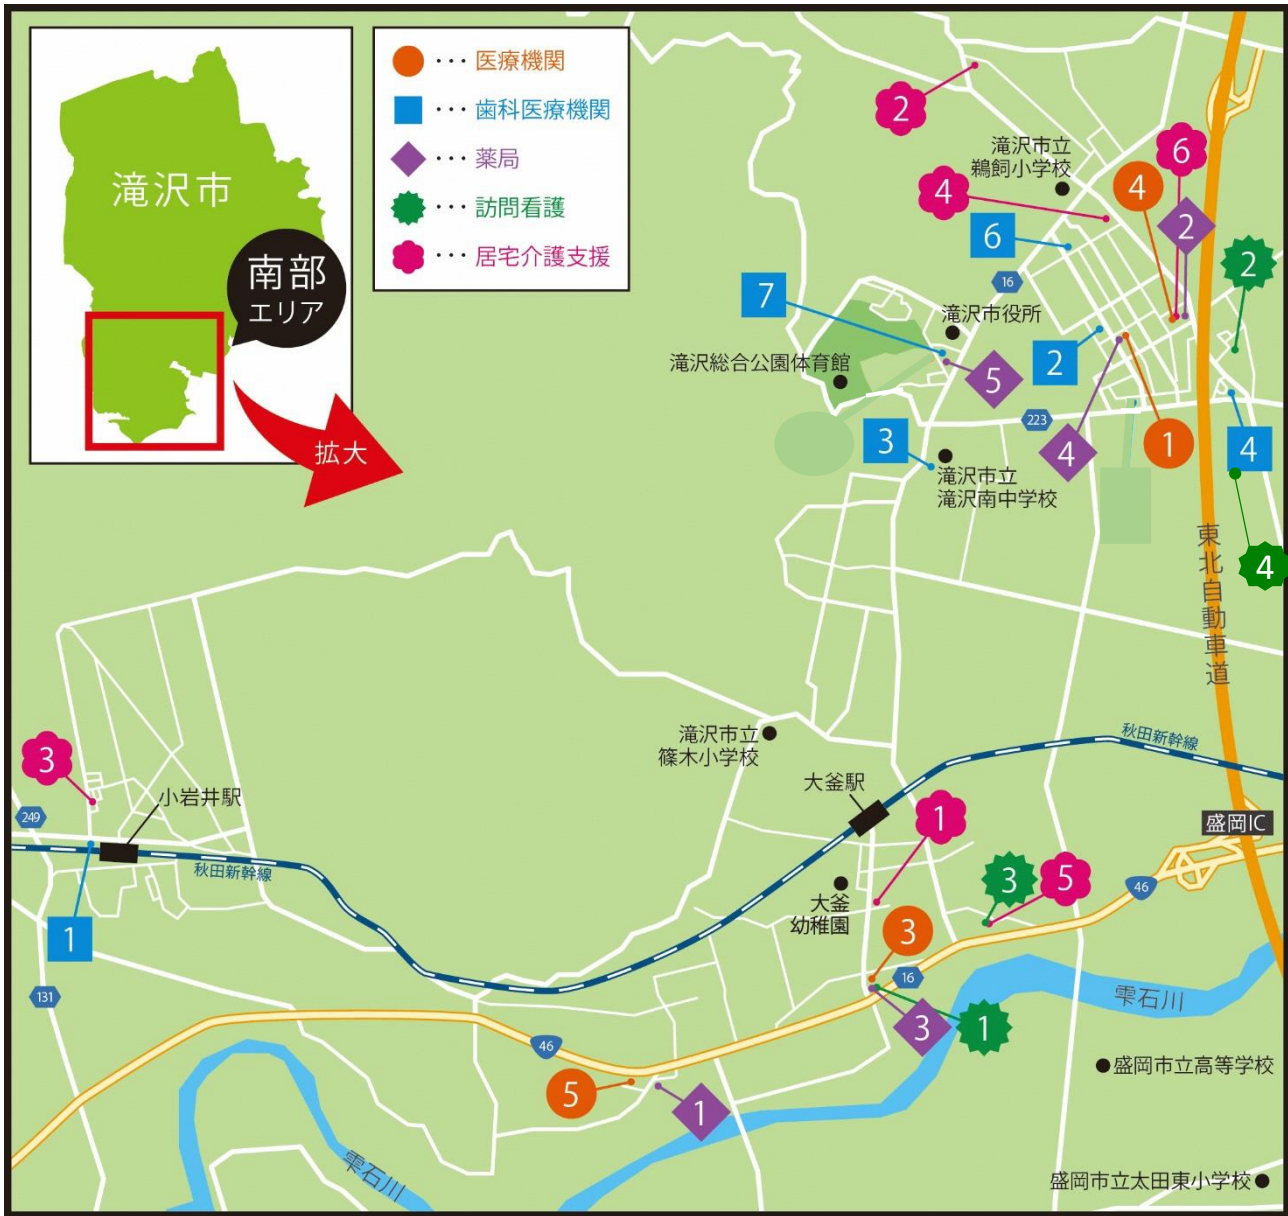 滝沢市
南部
エリア
拡大
・・・ 医療機関
・・・ 歯科医療機関
・・・ 薬局
・・・ 訪問看護
・・・ 居宅介護支援
2
滝沢市立
鵜飼小学校
6
4
4
2
6
2
7
16
滝沢市役所
滝沢総合公園体育館
5
2
223
3
4
1
4
滝沢市立
滝沢南中学校
東北自動車道
4
滝沢市立
篠木小学校
秋田新幹線
3
小岩井駅
大釜駅
249
1
盛岡IC
秋田新幹線
大釜
幼稚園
3
5
46
1
3
131
16
雫石川
3
1
46
5
1
盛岡市立高等学校
雫石川
盛岡市立太田東小学校